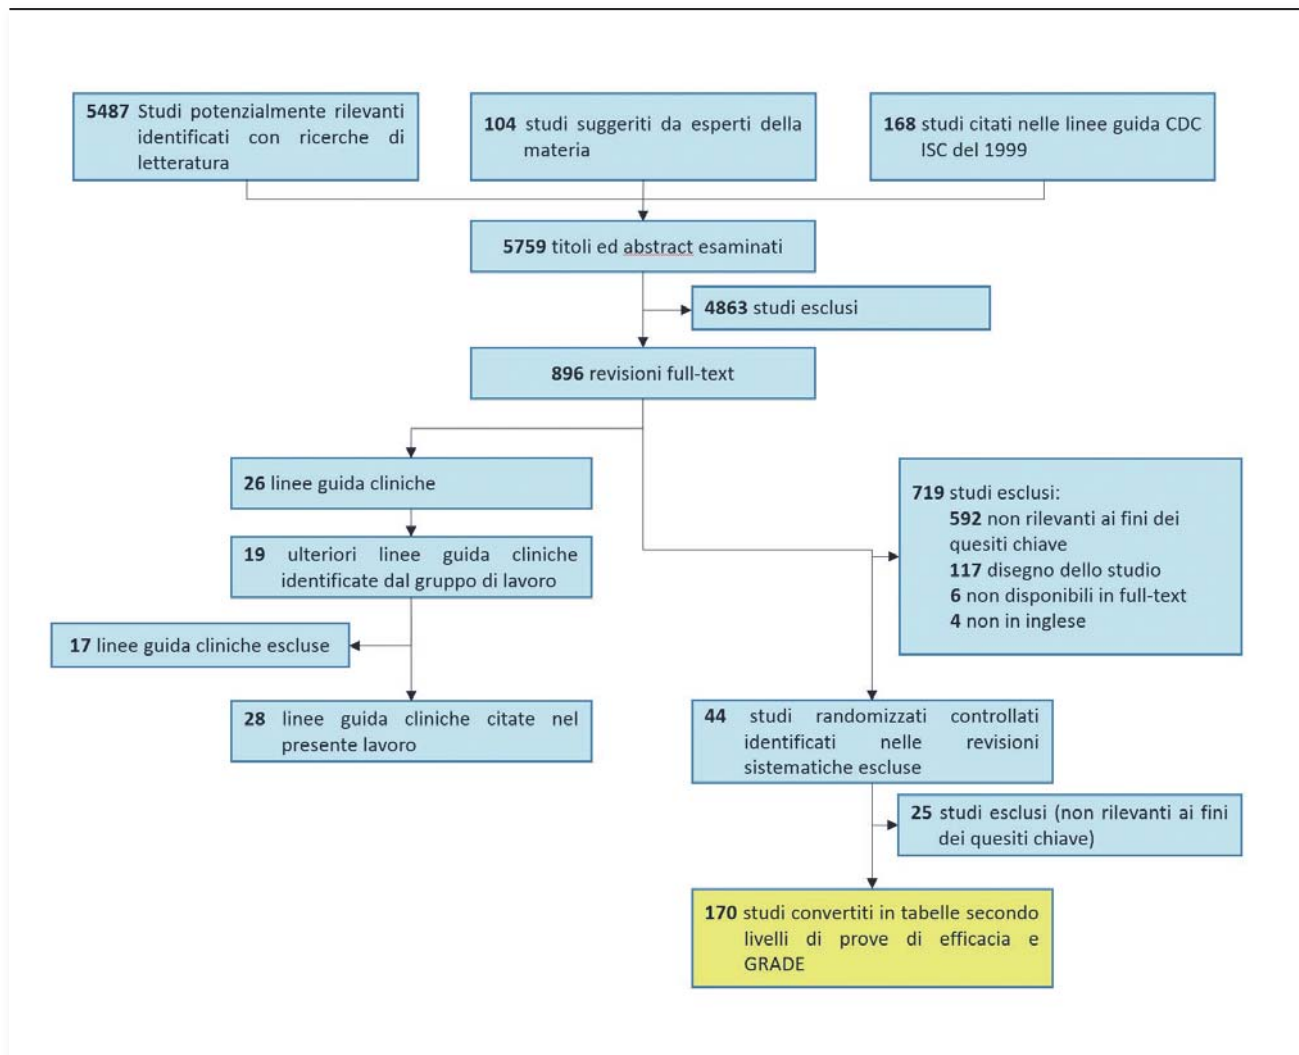 5487 Studi potenzialmente rilevanti
identificati con ricerche di
letteratura
104 studi suggeriti da esperti della
materia
168 studi citati nelle linee guida CDC
ISC del 1999
5759 titoli ed abstract esaminati
4863 studi esclusi
896 revisioni full-text
26 linee guida cliniche
19 ulteriori linee guida cliniche
identificate dal gruppo di lavoro
17 linee guida cliniche escluse
28 linee guida cliniche citate nel
presente lavoro
719 studi esclusi:
592 non rilevanti ai fini dei
quesiti chiave
117 disegno dello studio
6 non disponibili in full-text
4 non in inglese
44 studi randomizzati controllati
identificati nelle revisioni
sistematiche escluse
25 studi esclusi (non rilevanti ai fini
dei quesiti chiave)
170 studi convertiti in tabelle secondo
livelli di prove di efficacia e
GRADE